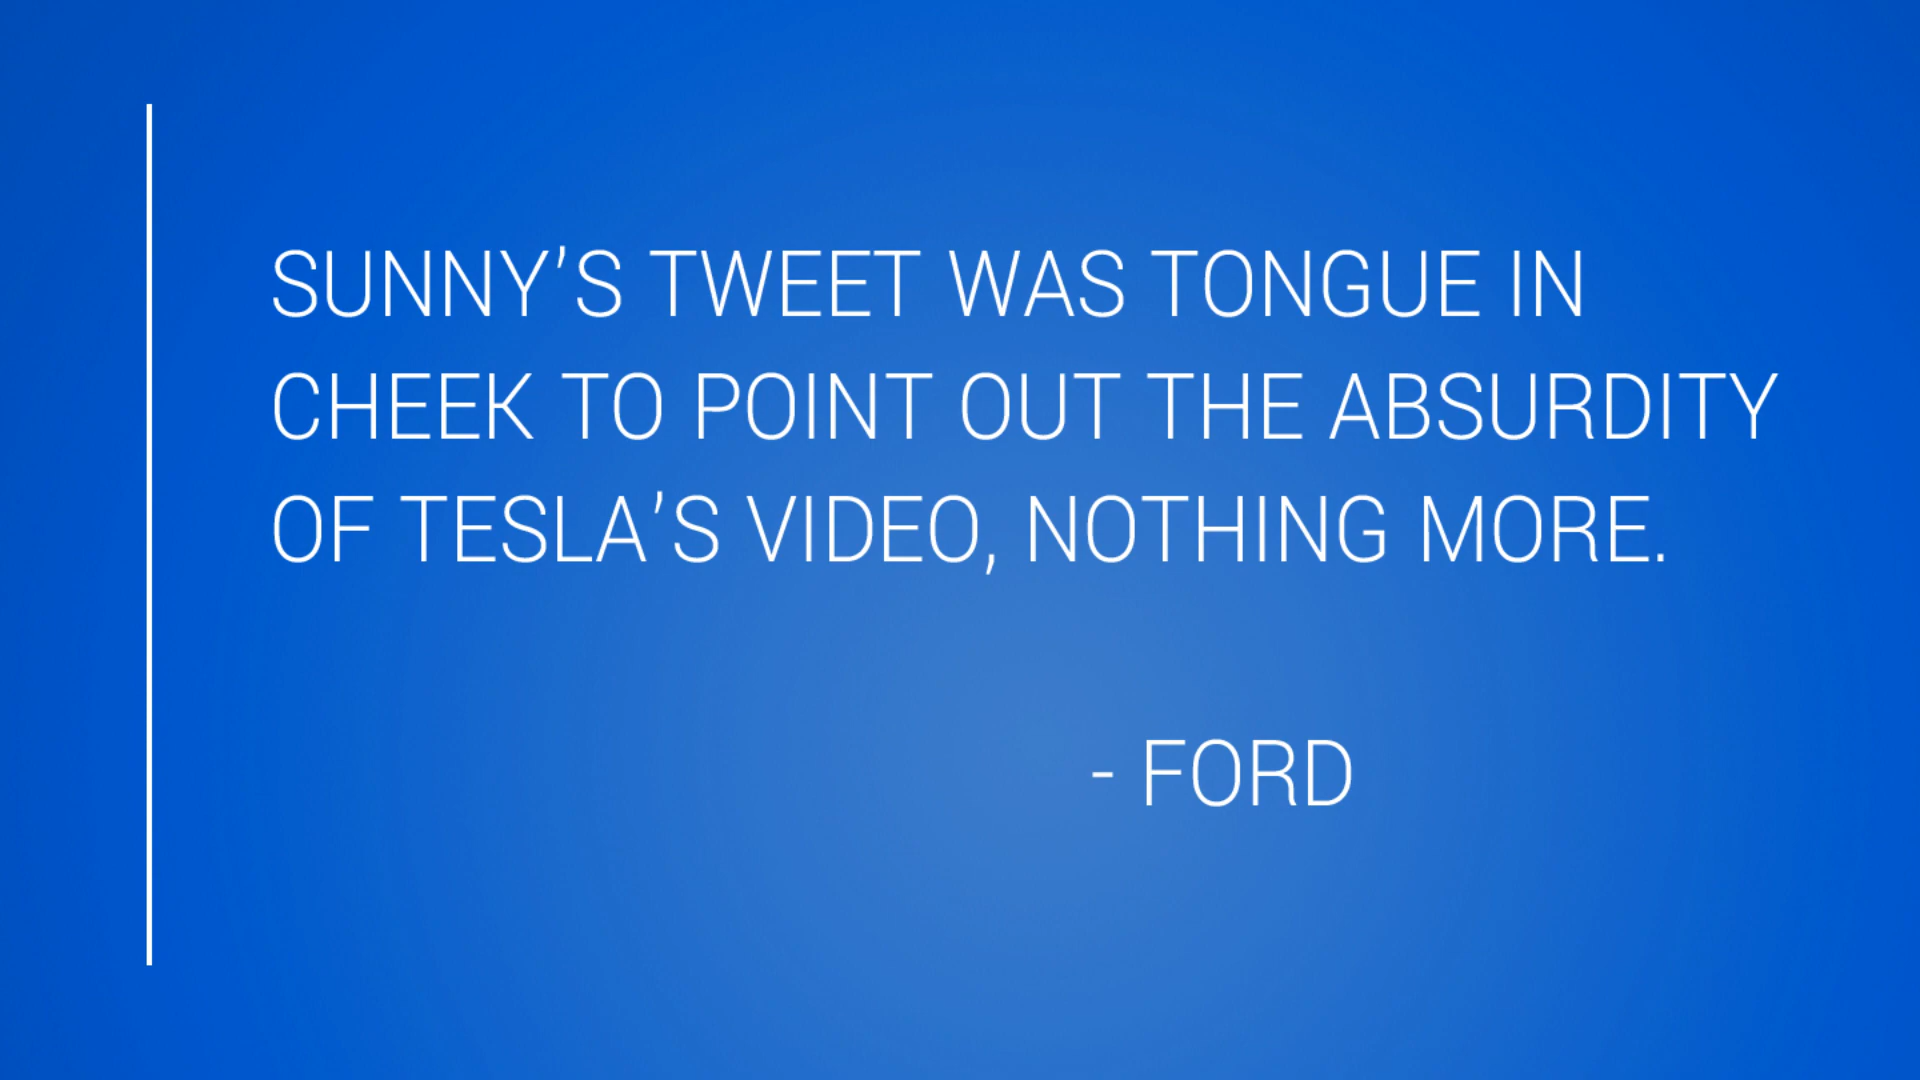 SUNNY’S TWEET WAS TONGUE IN
CHEEK TO POINT OUT THE ABSURDITY
OF TESLA’S VIDEO, NOTHING MORE.
- FORD